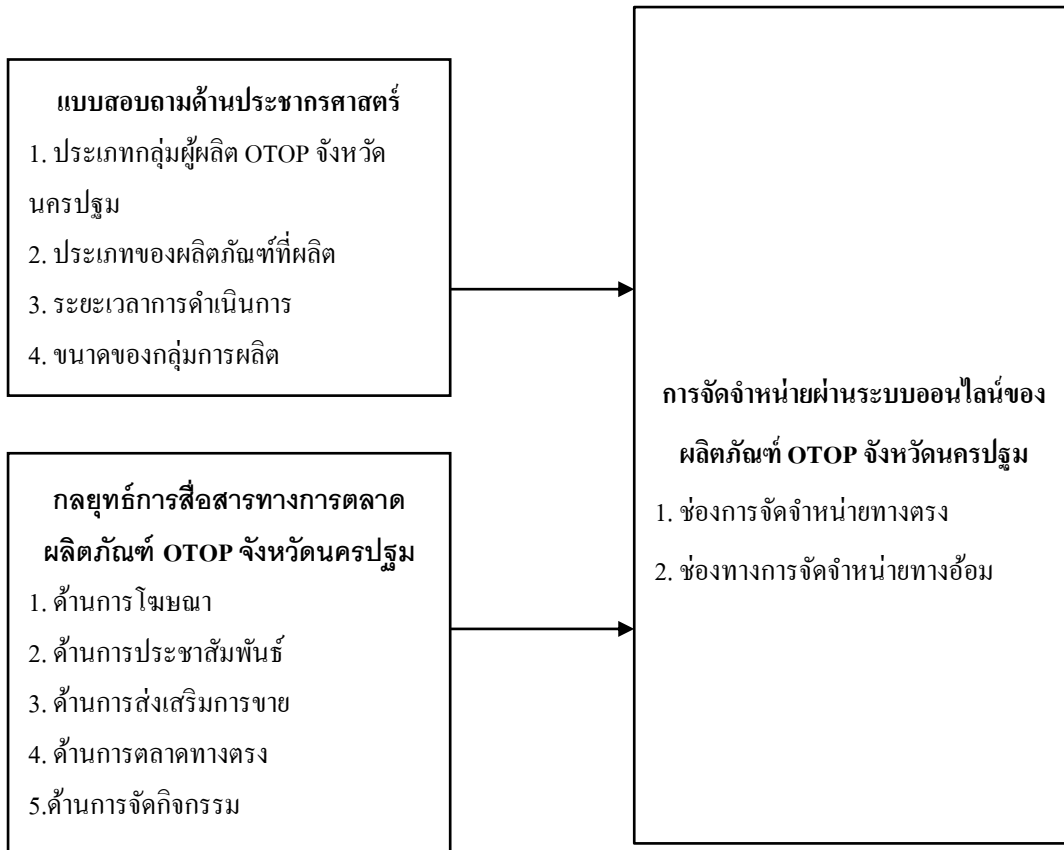 แบบสอบถามด้านประชากรศาสตร์
1. ประเภทกลุ่มผู้ผลิต OTOP จังหวัด
นครปฐม
2. ประเภทของผลิตภัณฑ์ที่ผลิต
3. ระยะเวลาการดำเนินการ
4. ขนาดของกลุ่มการผลิต
กลยุทธ์การสื่อสารทางการตลาด
ผลิตภัณฑ์ OTOP จังหวัดนครปฐม
1. ด้านการโฆษณา
2. ด้านการประชาสัมพันธ์
3. ด้านการส่งเสริมการขาย
4. ด้านการตลาดทางตรง
5.ด้านการจัดกิจกรรม
การจัดจำหน่ายผ่านระบบออนไลน์ของ
ผลิตภัณฑ์ OTOP จังหวัดนครปฐม
1. ช่องการจัดจำหน่ายทางตรง
2. ช่องทางการจัดจำหน่ายทางอ้อม